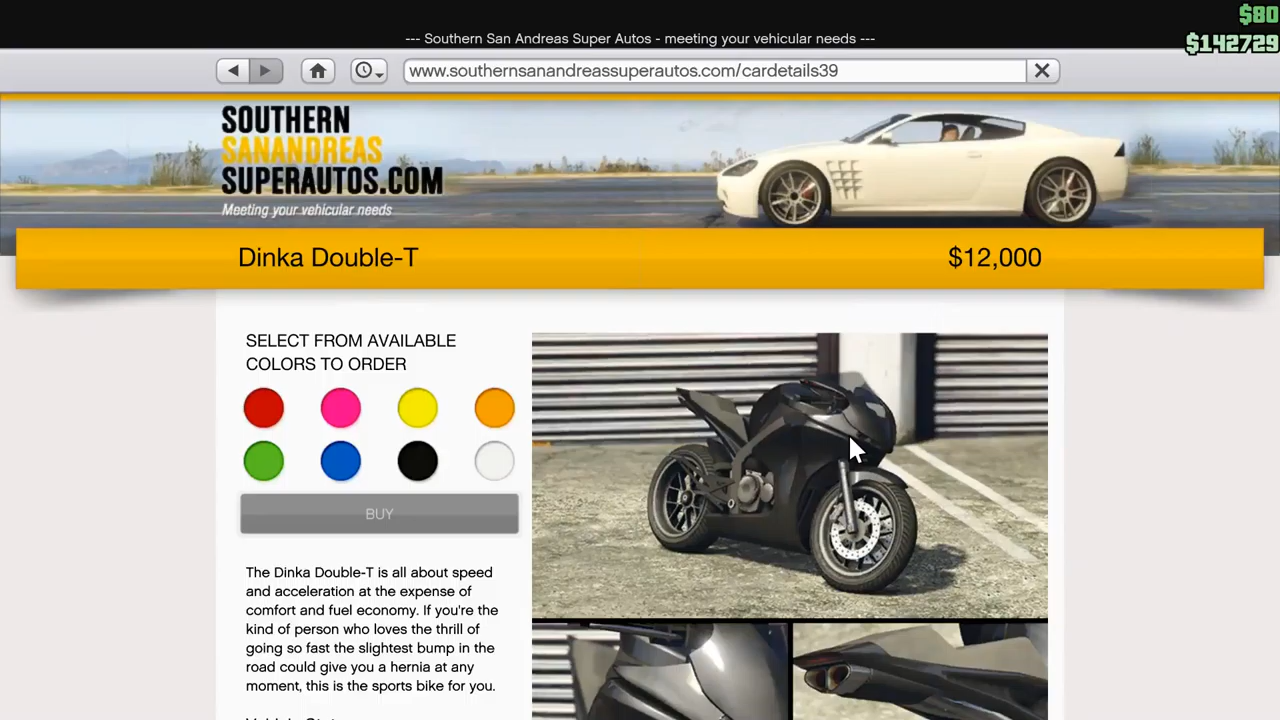 $80
--- Southern San Andreas Super Autos - meeting your vehicular needs ---
$142729
www.southernsanandreassuperautos.com/cardetails39
SOUTHERN
SANANDREAS
SUPERAUTOS.COM
Meeting your vehicular needs
Dinka Double-T
$12,000
SELECT FROM AVAILABLE
COLORS TO ORDER
BUY
The Dinka Double-T is all about speed
and acceleration at the expense of
comfort and fuel economy. If you're the
kind of person who loves the thrill of
going so fast the slightest bump in the
road could give you a hernia at any
moment, this is the sports bike for you.